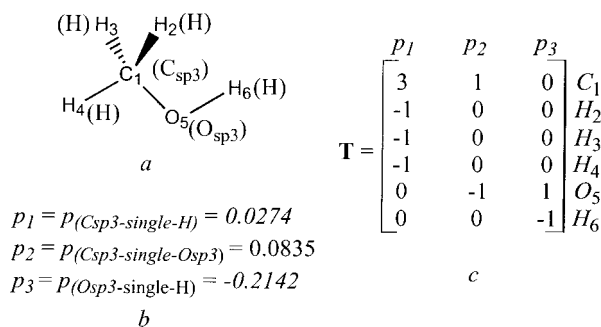 (H) H3 H2(H)
C1 (Csp3)
H6(H)
H4(H)
O5(Osp3)
a
p1 = p(Csp3-single-H) = 0.0274
p2 = p(Csp3-single-Osp3) = 0.0835
p3 = p(Osp3-single-H) = -0.2142
b
p1 p2 p3
3 1 0 C1
-1 0 0 H2
-1 0 0 H3
T = -1 0 0 H4
0 -1 1 O5
0 0 -1 H6
c